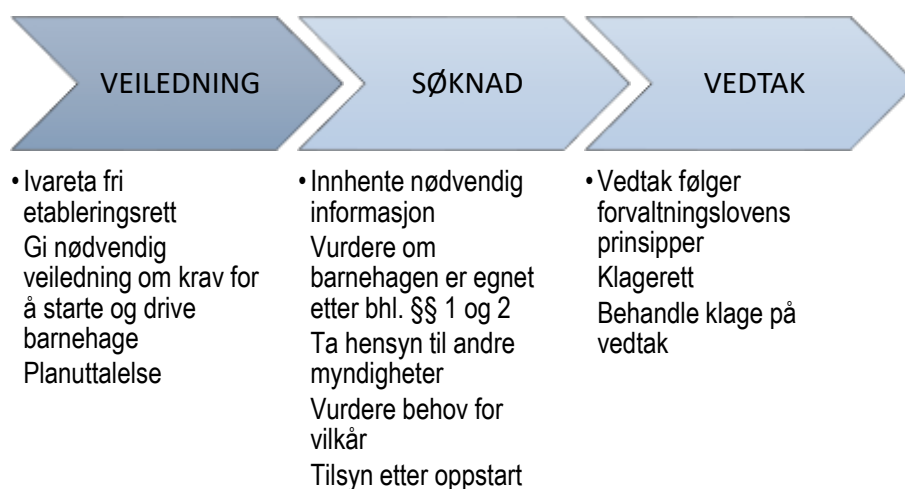 VEILEDNING
SØKNAD
VEDTAK
• Ivareta fri
etableringsrett
Gi nødvendig
veiledning om krav for
å starte og drive
barnehage
Planuttalelse
• Innhente nødvendig
informasjon
Vurdere om
barnehagen er egnet
etter bhl. §§ 1 og 2
Ta hensyn til andre
myndigheter
Vurdere behov for
vilkår
Tilsyn etter oppstart
• Vedtak følger
forvaltningslovens
prinsipper
Klagerett
Behandle klage på
vedtak